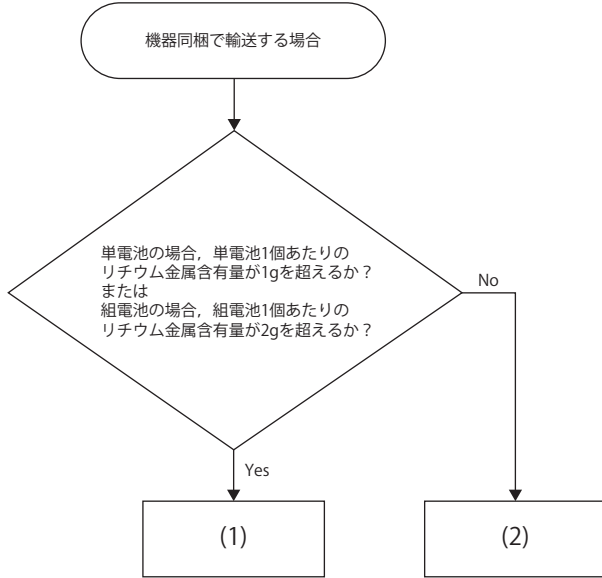 機器同梱で輸送する場合
単電池の場合，単電池1個あたりの
リチウム金属含有量が1gを超えるか？
または
組電池の場合，組電池1個あたりの
リチウム金属含有量が2gを超えるか？
No
Yes
(1)
(2)